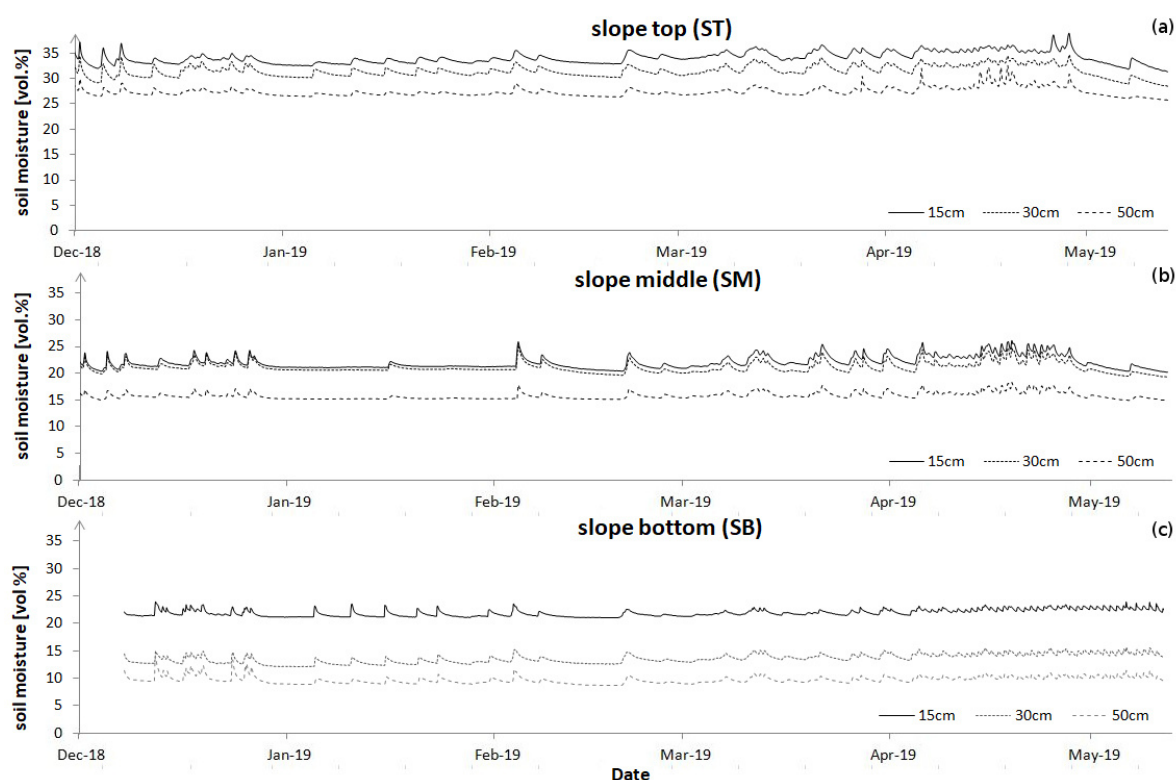 slope top (ST)
(a)
soil moisture [vol.%]
35
30
25
20
15
10
5
0
15cm 30cm 50cm
Dec-18 Jan-19 Feb-19 Mar-19 Apr-19 May-19
slope middle (SM)
(b)
soil moisture [vol.%]
35
30
25
20
15
10
5
0
15cm 30cm 50cm
Dec-18 Jan-19 Feb-19 Mar-19 Apr-19 May-19
slope bottom (SB)
(c)
soil moisture [vol %]
35
30
25
20
15
10
5
0
15cm 30cm 50cm
Dec-18 Jan-19 Feb-19 Mar-19 Apr-19 May-19
Date